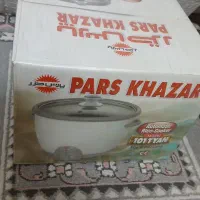 پارس خزر
PARS KHAZAR
PARS KHAZAR
Automatic
Rice Cooker
101TYAN